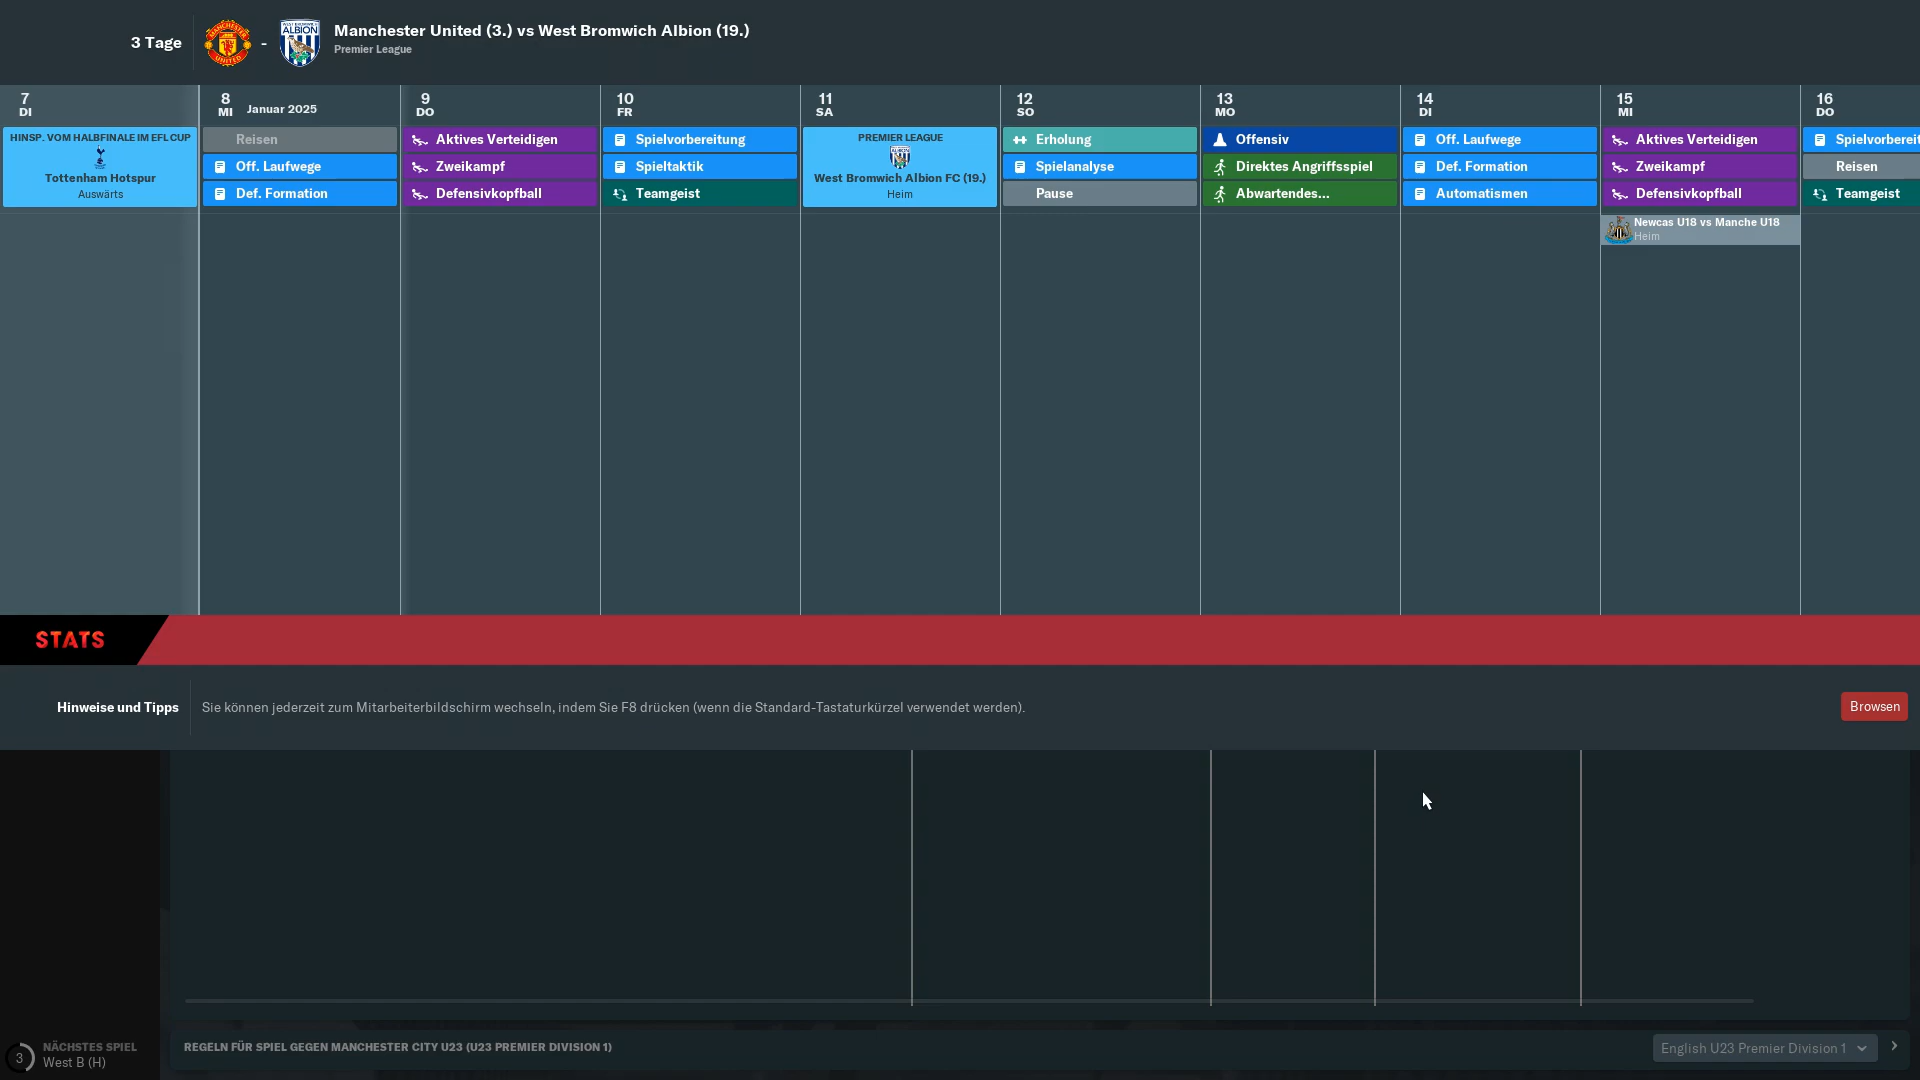 3 Tage
Manchester United (3.) vs West Bromwich Albion (19.)
Premier League
7 DI
HINSP. VOM HALBFINALE IM EFL CUP
Tottenham Hotspur
Auswärts
8 MI Januar 2025
Reisen
Off. Laufwege
Def. Formation
9 DO
Aktives Verteidigen
Zweikampf
Defensivkopfball
10 FR
Spielvorbereitung
Spieltaktik
Teamgeist
11 SA
PREMIER LEAGUE
West Bromwich Albion FC (19.)
Heim
12 SO
Erholung
Spielanalyse
Pause
13 MO
Offensiv
Direktes Angriffsspiel
Abwartendes...
14 DI
Off. Laufwege
Def. Formation
Automatismen
15 MI
Aktives Verteidigen
Zweikampf
Defensivkopfball
Newcas U18 vs Manche U18
Heim
16 DO
Spielvorbereit
Reisen
Teamgeist
STATS
Hinweise und Tipps
Sie können jederzeit zum Mitarbeiterbildschirm wechseln, indem Sie F8 drücken (wenn die Standard-Tastaturkürzel verwendet werden).
Browsen
3
NÄCHSTES SPIEL
West B (H)
REGELN FÜR SPIEL GEGEN MANCHESTER CITY U23 (U23 PREMIER DIVISION 1)
English U23 Premier Division 1